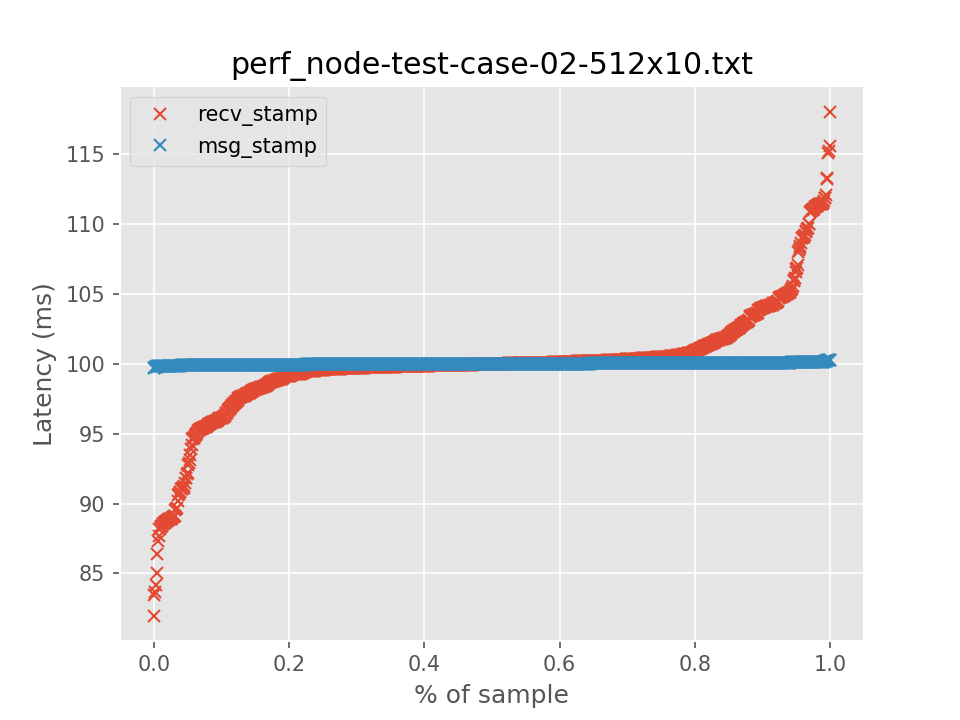 perf_node-test-case-02-512x10.txt
recv_stamp
msg_stamp
115
110
105
100
95
90
85
Latency (ms)
0.0 0.2 0.4 0.6 0.8 1.0
% of sample